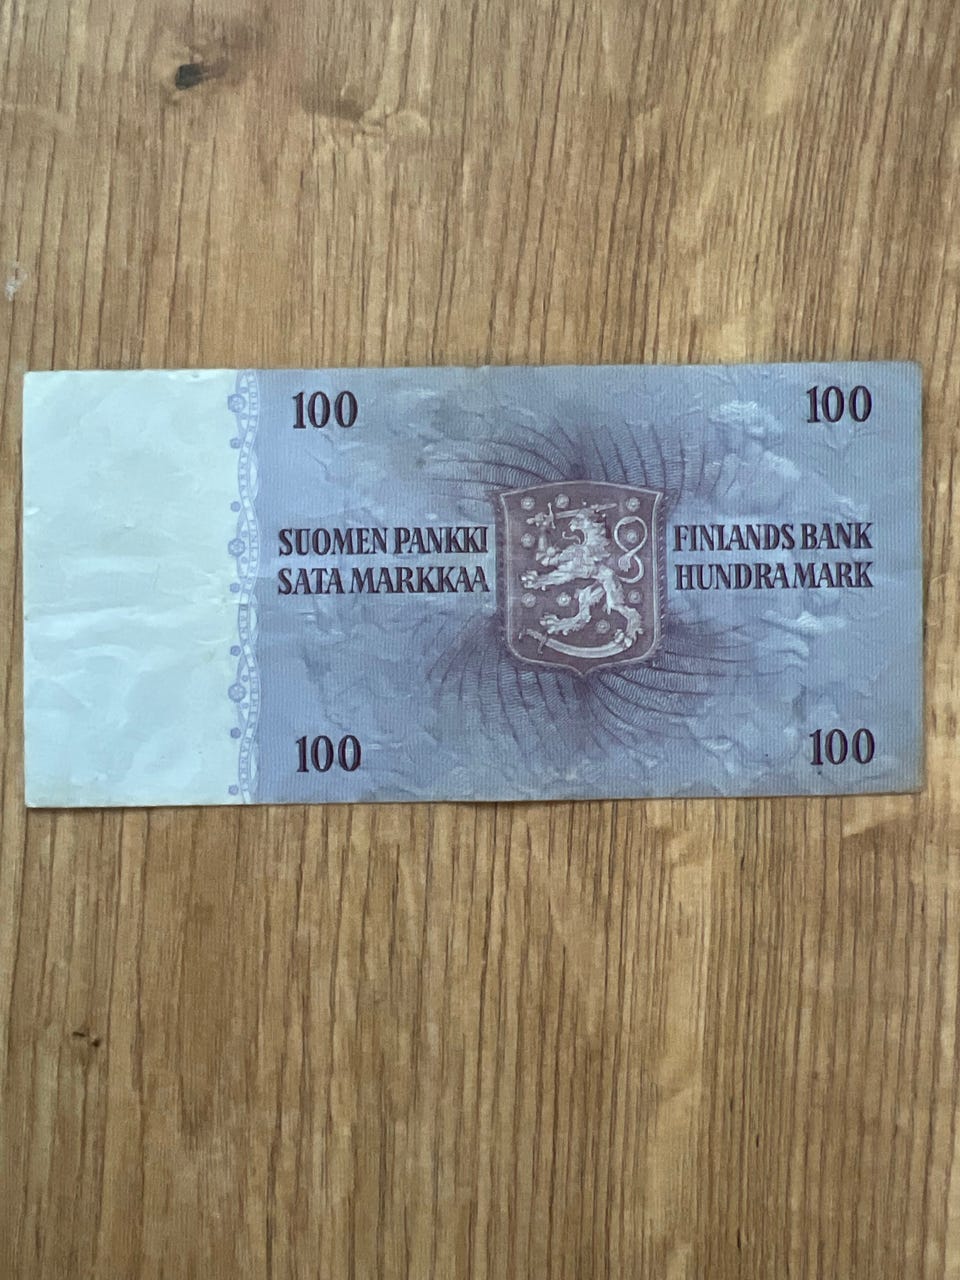 100 100
SUOMEN PANKKI FINLANDS BANK
SATA MARKKAA HUNDRA MARK
100 100